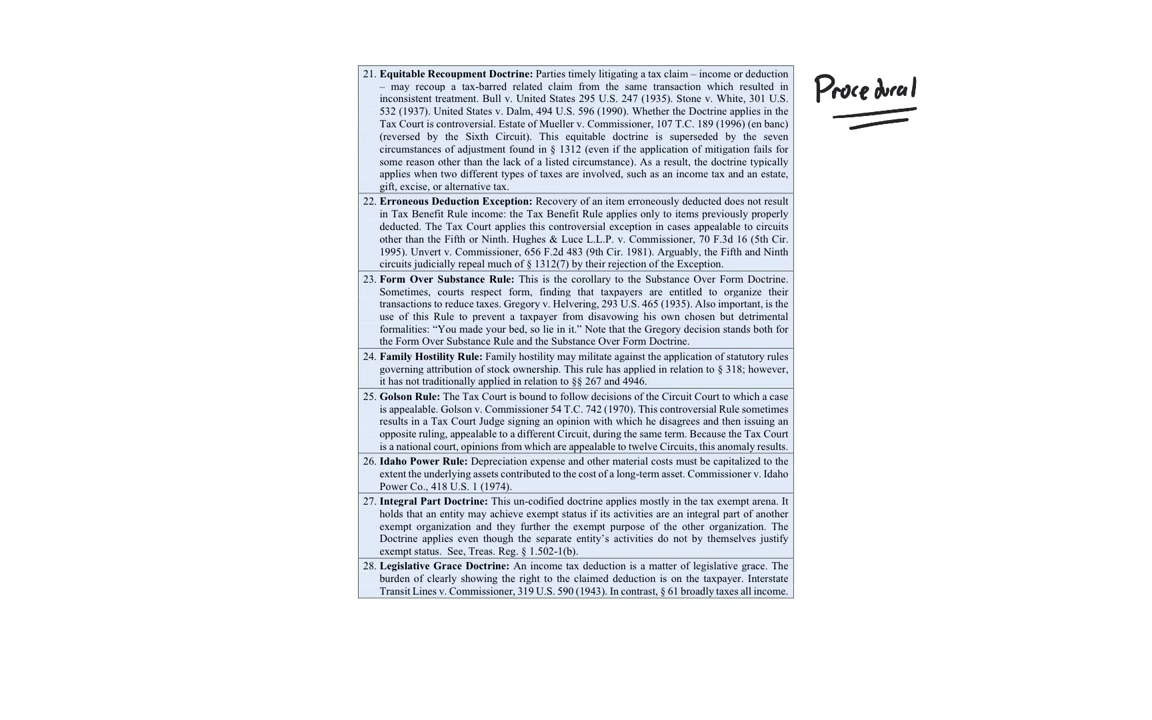 21. Equitable Recoupment Doctrine: Parties timely litigating a tax claim – income or deduction
– may recoup a tax-barred related claim from the same transaction which resulted in
inconsistent treatment. Bull v. United States 295 U.S. 247 (1935). Stone v. White, 301 U.S.
532 (1937). United States v. Dalm, 494 U.S. 596 (1990). Whether the Doctrine applies in the
Tax Court is controversial. Estate of Mueller v. Commissioner, 107 T.C. 189 (1996) (en banc)
(reversed by the Sixth Circuit). This equitable doctrine is superseded by the seven
circumstances of adjustment found in § 1312 (even if the application of mitigation fails for
some reason other than the lack of a listed circumstance). As a result, the doctrine typically
applies when two different types of taxes are involved, such as an income tax and an estate,
gift, excise, or alternative tax.
22. Erroneous Deduction Exception: Recovery of an item erroneously deducted does not result
in Tax Benefit Rule income: the Tax Benefit Rule applies only to items previously properly
deducted. The Tax Court applies this controversial exception in cases appealable to circuits
other than the Fifth or Ninth. Hughes & Luce L.L.P. v. Commissioner, 70 F.3d 16 (5th Cir.
1995). Unvert v. Commissioner, 656 F.2d 483 (9th Cir. 1981). Arguably, the Fifth and Ninth
circuits judicially repeal much of § 1312(7) by their rejection of the Exception.
23. Form Over Substance Rule: This is the corollary to the Substance Over Form Doctrine.
Sometimes, courts respect form, finding that taxpayers are entitled to organize their
transactions to reduce taxes. Gregory v. Helvering, 293 U.S. 465 (1935). Also important, is the
use of this Rule to prevent a taxpayer from disavowing his own chosen but detrimental
formalities: “You made your bed, so lie in it.” Note that the Gregory decision stands both for
the Form Over Substance Rule and the Substance Over Form Doctrine.
24. Family Hostility Rule: Family hostility may militate against the application of statutory rules
governing attribution of stock ownership. This rule has applied in relation to § 318; however,
it has not traditionally applied in relation to §§ 267 and 4946.
25. Golson Rule: The Tax Court is bound to follow decisions of the Circuit Court to which a case
is appealable. Golson v. Commissioner 54 T.C. 742 (1970). This controversial Rule sometimes
results in a Tax Court Judge signing an opinion with which he disagrees and then issuing an
opposite ruling, appealable to a different Circuit, during the same term. Because the Tax Court
is a national court, opinions from which are appealable to twelve Circuits, this anomaly results.
26. Idaho Power Rule: Depreciation expense and other material costs must be capitalized to the
extent the underlying assets contributed to the cost of a long-term asset. Commissioner v. Idaho
Power Co., 418 U.S. 1 (1974).
27. Integral Part Doctrine: This un-codified doctrine applies mostly in the tax exempt arena. It
holds that an entity may achieve exempt status if its activities are an integral part of another
exempt organization and they further the exempt purpose of the other organization. The
Doctrine applies even though the separate entity’s activities do not by themselves justify
exempt status. See, Treas. Reg. § 1.502-1(b).
28. Legislative Grace Doctrine: An income tax deduction is a matter of legislative grace. The
burden of clearly showing the right to the claimed deduction is on the taxpayer. Interstate
Transit Lines v. Commissioner, 319 U.S. 590 (1943). In contrast, § 61 broadly taxes all income.
Procedural